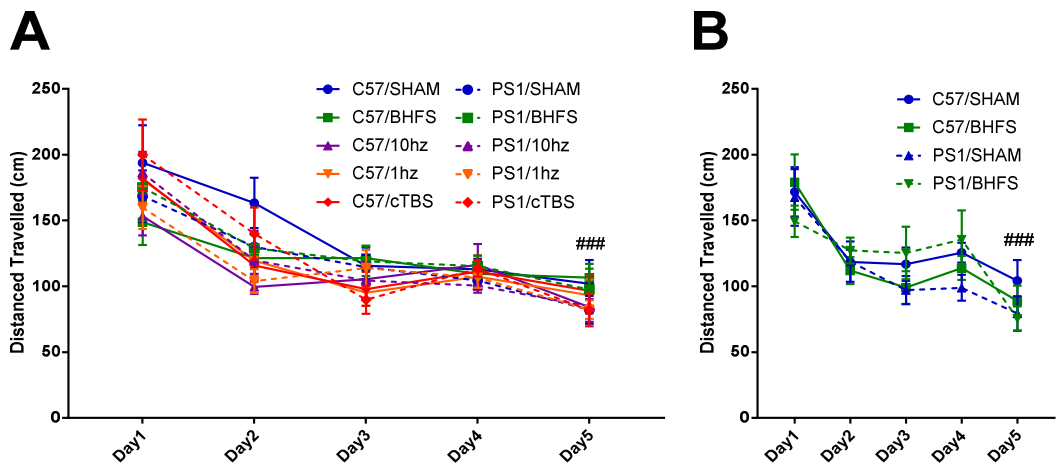 A
Distanced Travelled (cm)
250
200
150
100
50
0
C57/SHAM
C57/BHFS
C57/10hz
C57/1hz
C57/cTBS
PS1/SHAM
PS1/BHFS
PS1/10hz
PS1/1hz
PS1/cTBS
###
Day1
Day2
Day3
Day4
Day5
B
Distanced Travelled (cm)
250
200
150
100
50
0
C57/SHAM
C57/BHFS
PS1/SHAM
PS1/BHFS
###
Day1
Day2
Day3
Day4
Day5